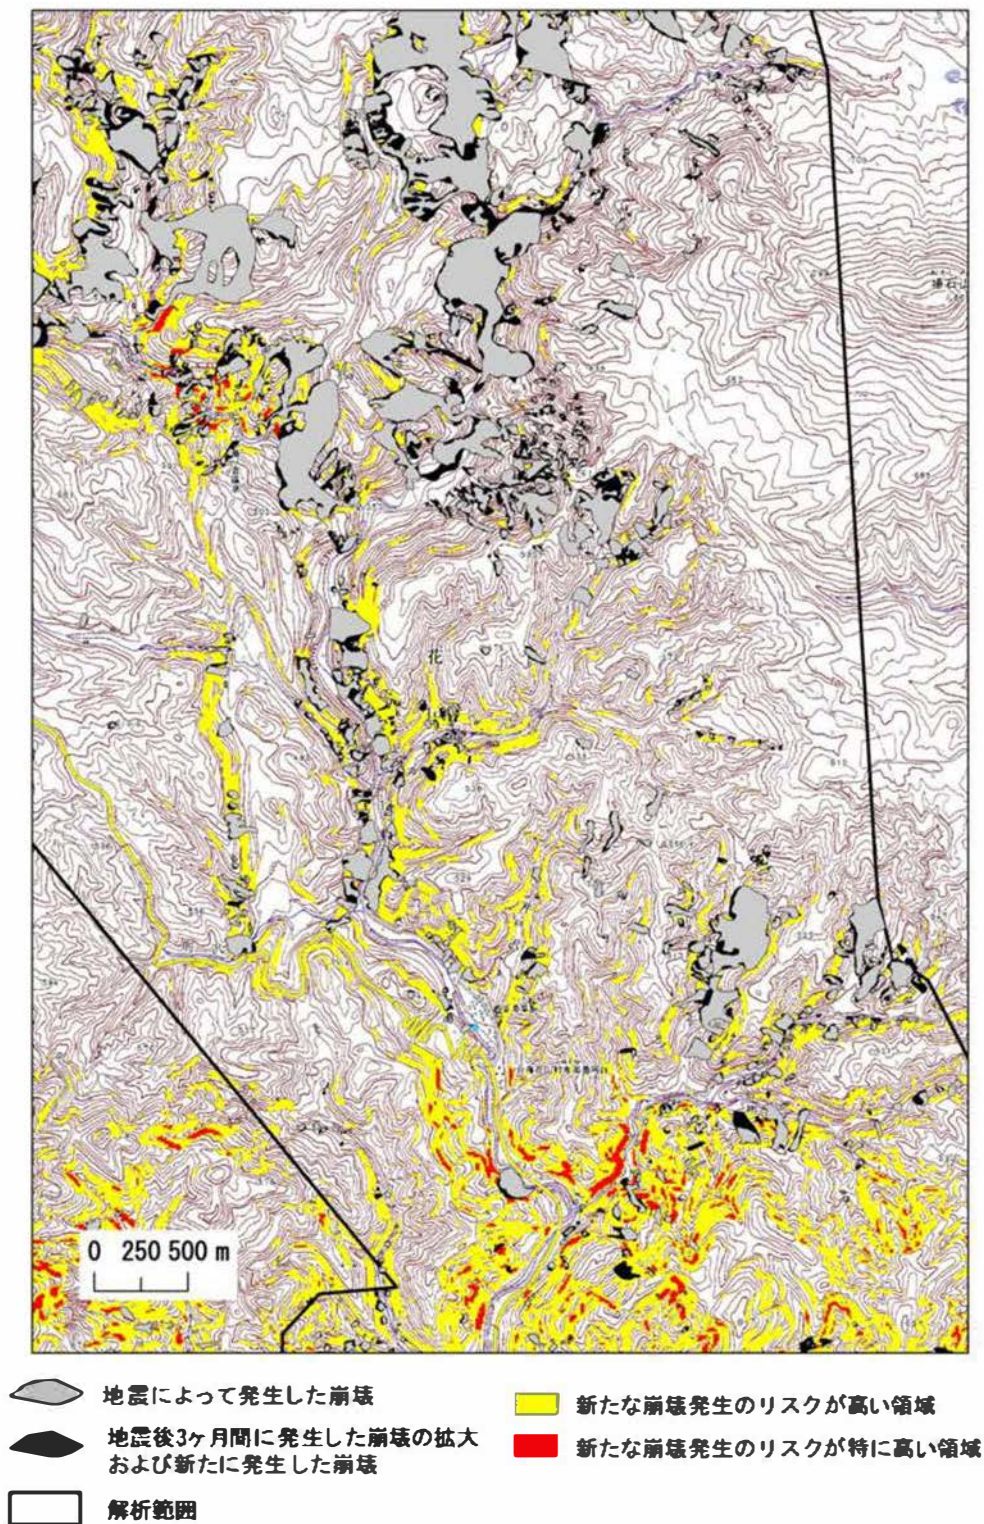 花
0 250 500 m
地震によって発生した崩壊
地震後3ヶ月間に発生した崩壊の拡大
および新たに発生した崩壊
解析範囲
新たな崩壊発生のリスクが高い領域
新たな崩壊発生のリスクが特に高い領域